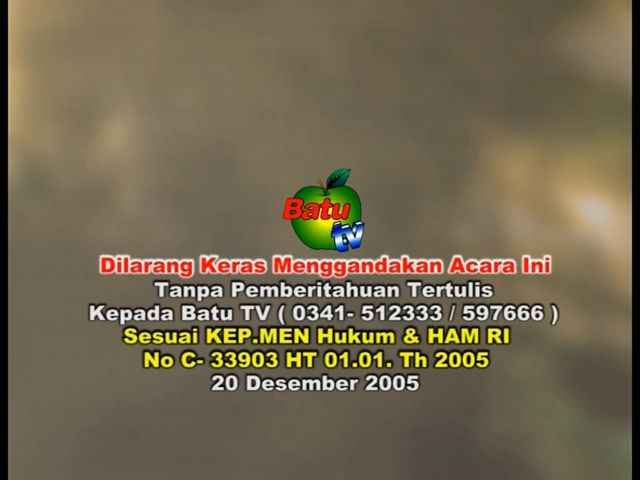 Batu
tv
Dilarang Keras Menggandakan Acara Ini
Tanpa Pemberitahuan Tertulis
Kepada Batu TV ( 0341- 512333 / 597666 )
Sesuai KEP.MEN Hukum & HAM RI
No C- 33903 HT 01.01. Th 2005
20 Desember 2005